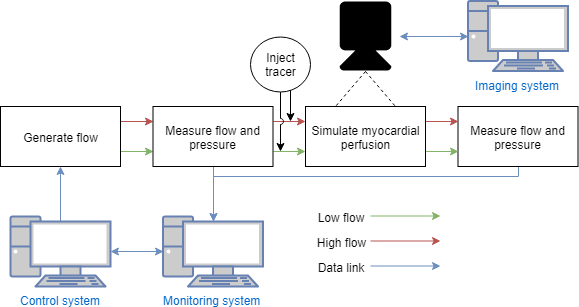 Inject
tracer
Imaging system
Generate flow
Measure flow and
pressure
Simulate myocardial
perfusion
Measure flow and
pressure
Low flow
High flow
Data link
Control system
Monitoring system